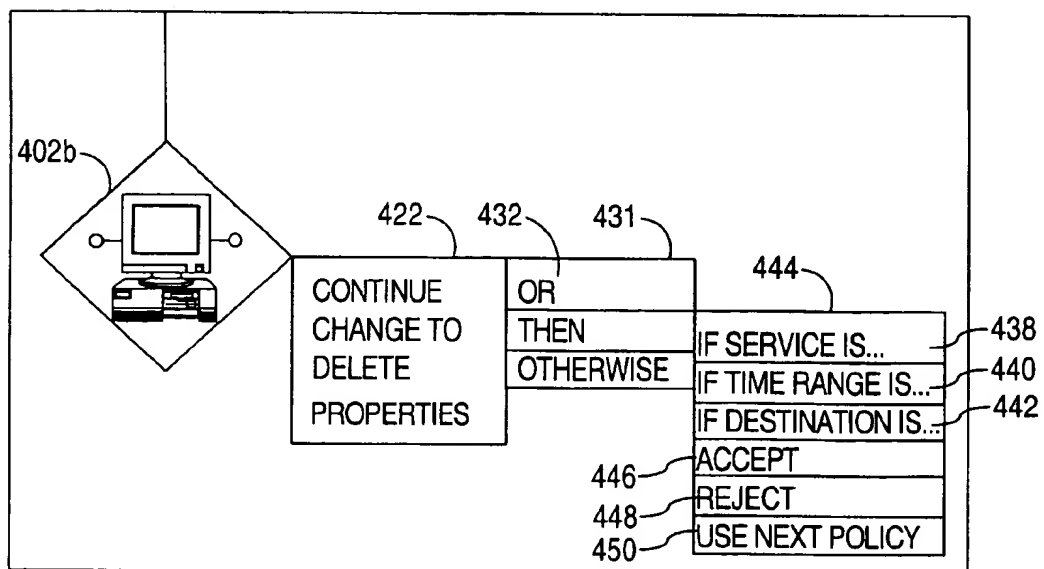 402b
422
432
431
444
CONTINUE
CHANGE TO
DELETE
PROPERTIES
OR
THEN
OTHERWISE
IF SERVICE IS...
438
IF TIME RANGE IS...
440
IF DESTINATION IS...
442
446
ACCEPT
448
REJECT
450
USE NEXT POLICY